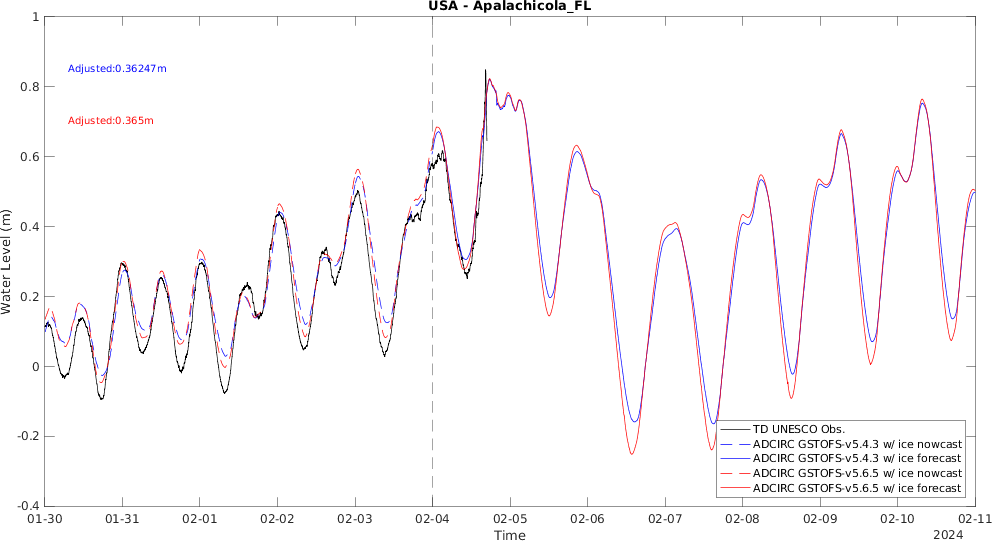 USA - Apalachicola_FL
1
0.8
0.6
0.4
0.2
0
-0.2
-0.4
Water Level (m)
Adjusted:0.36247m
Adjusted:0.365m
TD UNESCO Obs.
ADCIRC GSTOFS-v5.4.3 w/ ice nowcast
ADCIRC GSTOFS-v5.4.3 w/ ice forecast
ADCIRC GSTOFS-v5.6.5 w/ ice nowcast
ADCIRC GSTOFS-v5.6.5 w/ ice forecast
01-30 01-31 02-01 02-02 02-03 02-04 02-05 02-06 02-07 02-08 02-09 02-10 02-11
Time
2024